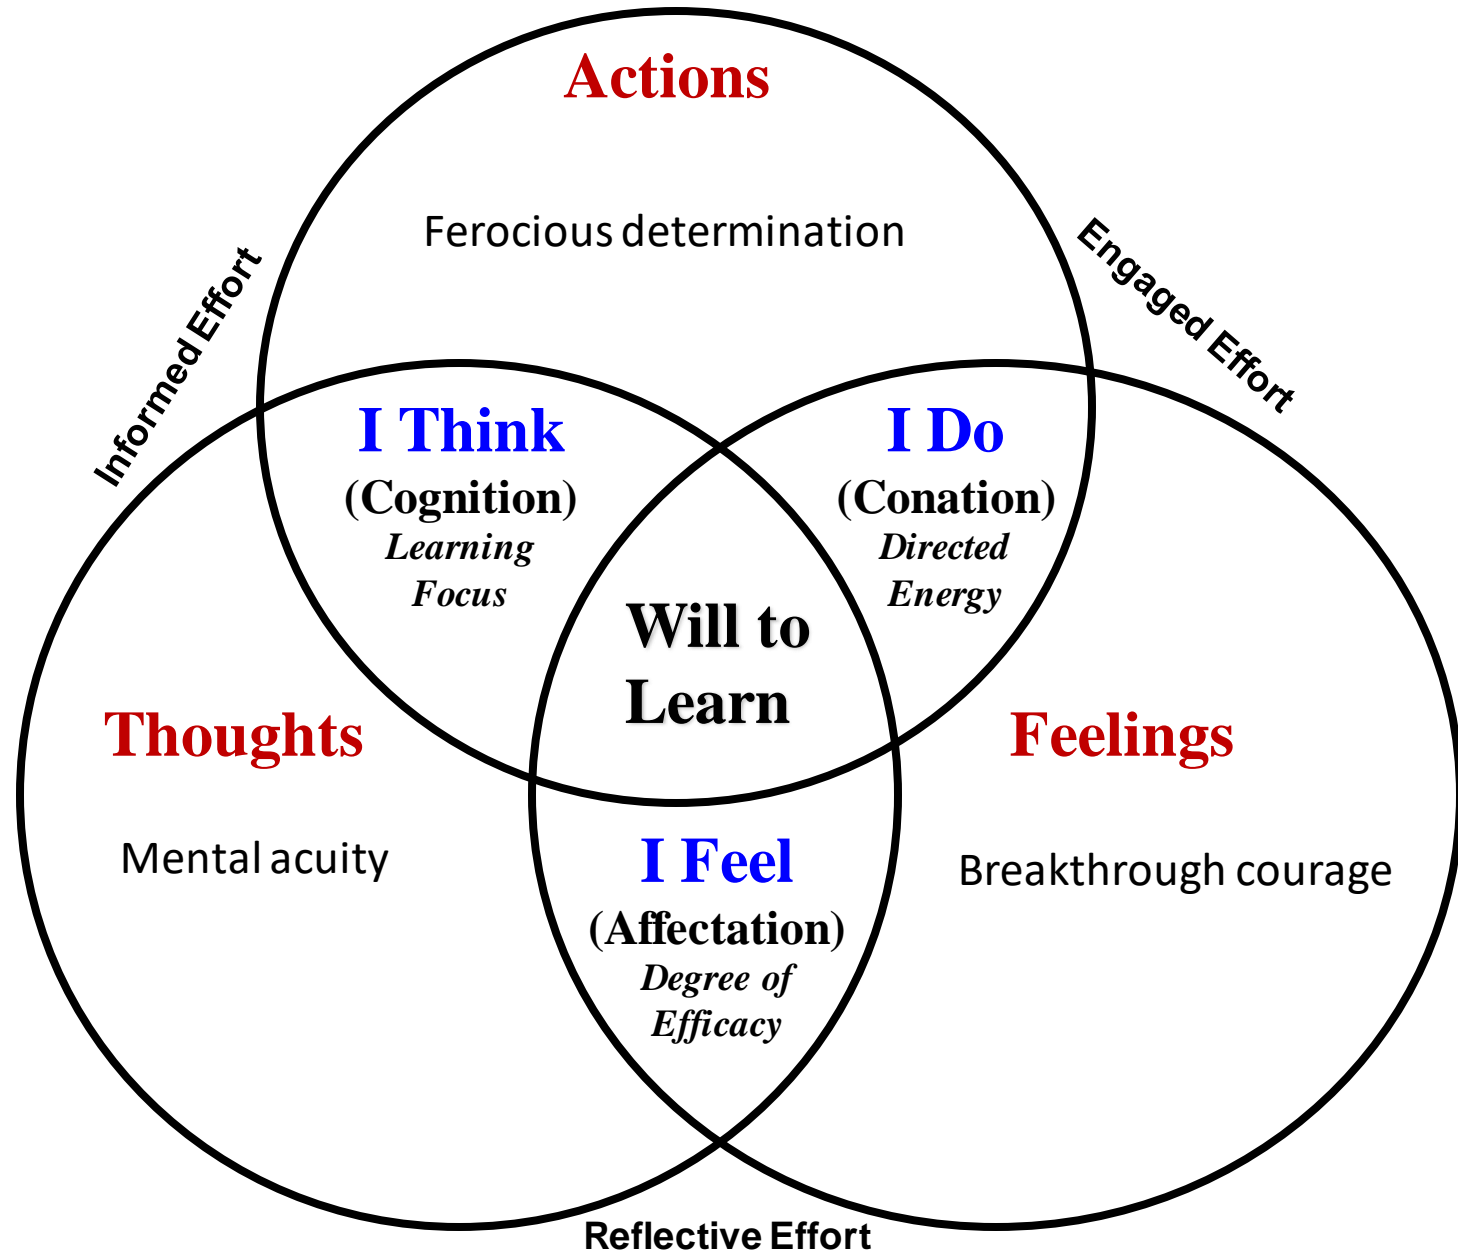 Actions
Ferocious determination
Informed Effort
Engaged Effort
I Think
(Cognition)
Learning
Focus
I Do
(Conation)
Directed
Energy
Will to
Learn
Thoughts
Mental acuity
Feelings
Breakthrough courage
I Feel
(Affectation)
Degree of
Efficacy
Reflective Effort